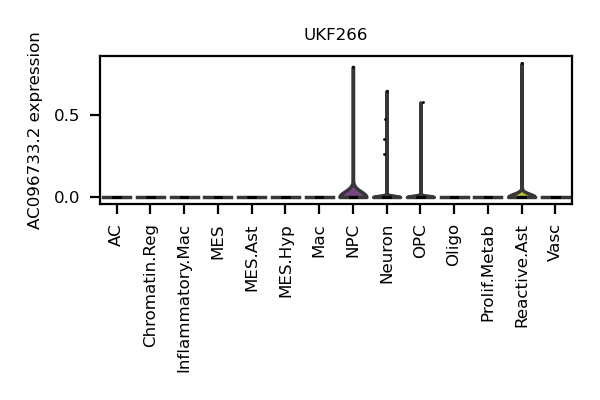 UKF266
AC096733.2 expression
0.5
0.0
AC
Chromatin.Reg
Inflammatory.Mac
MES
MES.Ast
MES.Hyp
Mac
NPC
Neuron
OPC
Oligo
Prolif.Metab
Reactive.Ast
Vasc